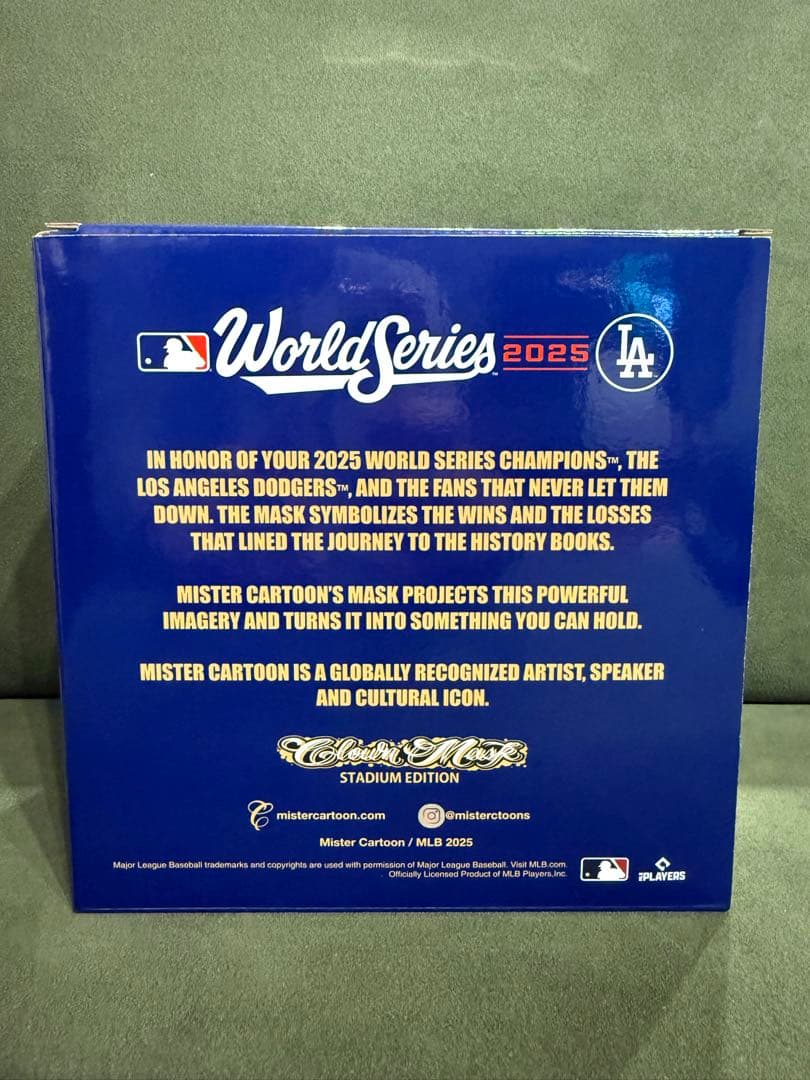 World Series 2025 LA
IN HONOR OF YOUR 2025 WORLD SERIES CHAMPIONS™, THE
LOS ANGELES DODGERS™, AND THE FANS THAT NEVER LET THEM
DOWN. THE MASK SYMBOLIZES THE WINS AND THE LOSSES
THAT LINED THE JOURNEY TO THE HISTORY BOOKS.
MISTER CARTOON'S MASK PROJECTS THIS POWERFUL
IMAGERY AND TURNS IT INTO SOMETHING YOU CAN HOLD.
MISTER CARTOON IS A GLOBALLY RECOGNIZED ARTIST, SPEAKER
AND CULTURAL ICON.
Clown Mask
STADIUM EDITION
mistercartoon.com @misterctoons
Mister Cartoon / MLB 2025
Major League Baseball trademarks and copyrights are used with permission of Major League Baseball. Visit MLB.com.
Officially Licensed Product of MLB Players, Inc.
PLAYERS